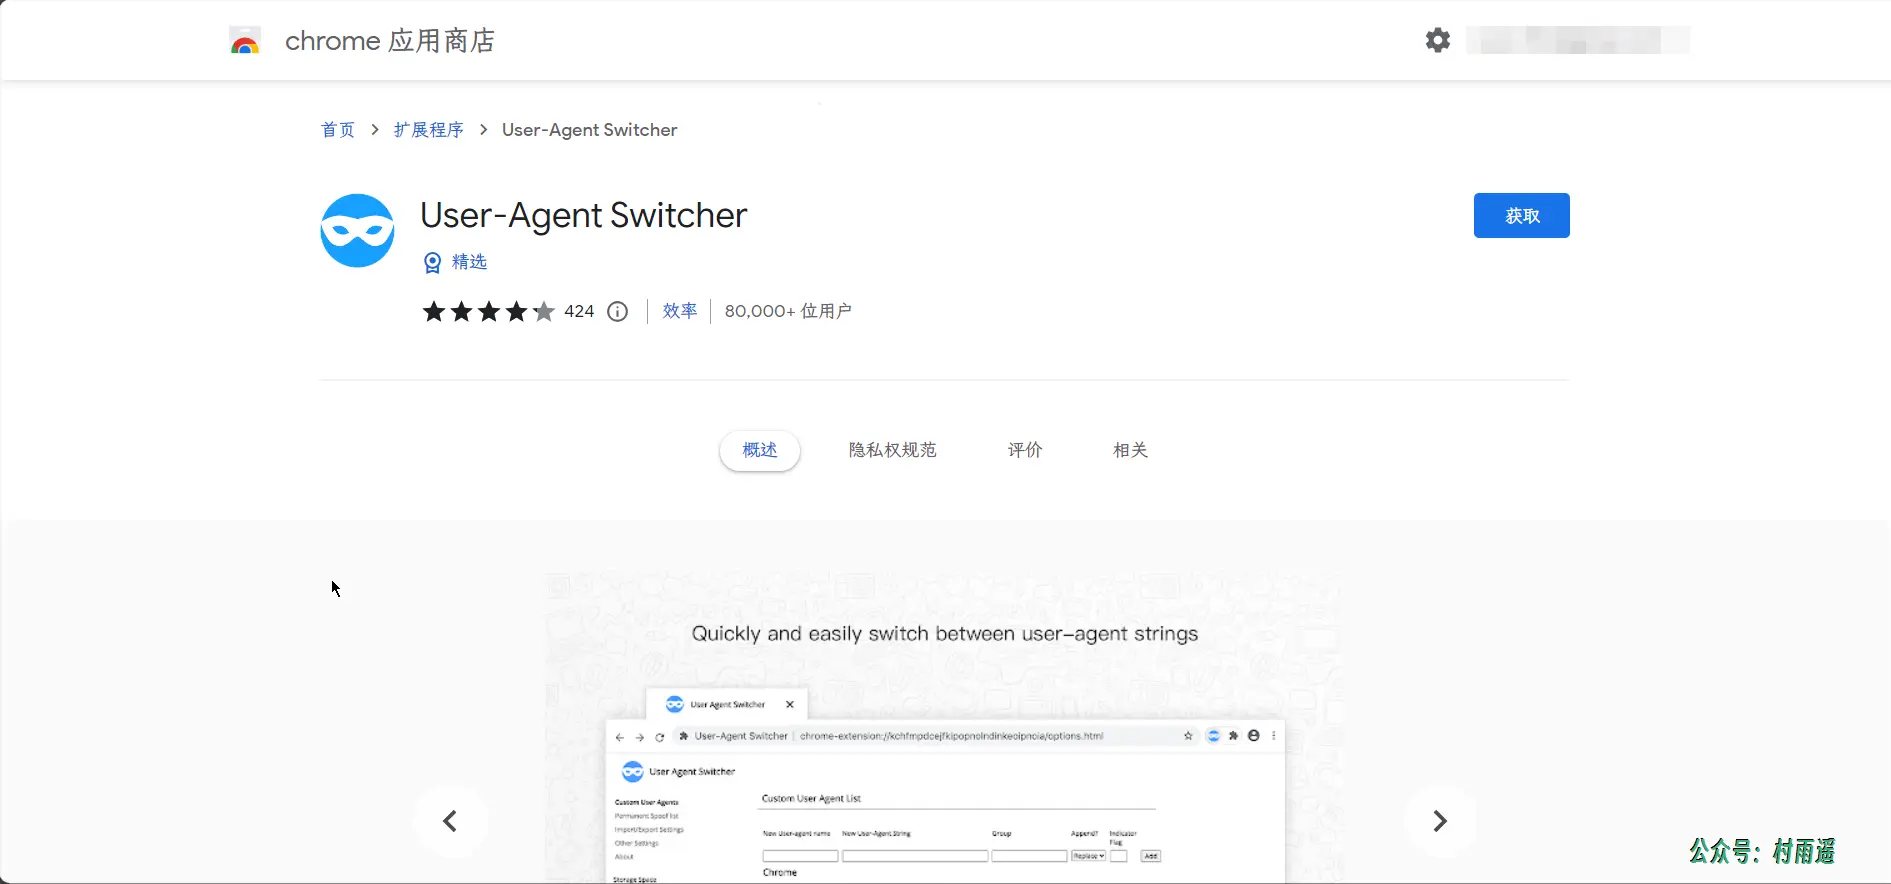 chrome 应用商店
首页 > 扩展程序 > User-Agent Switcher
User-Agent Switcher
获取
精选
424 效率 80,000+ 位用户
概述 隐私权规范 评价 相关
Quickly and easily switch between user-agent strings
User Agent Switcher
User-Agent Switcher | chrome-extension://kchfmpdcejfkipopnolndinkeoipnoia/options.html
User Agent Switcher
Custom User Agents
Permanent Spoof list
Import/Export Settings
Other Settings
About
Storage Space
Custom User Agent List
New User-agent name New User-Agent String Group Append? Indicator Flag
Replace Add
Chrome
公众号：村雨遥